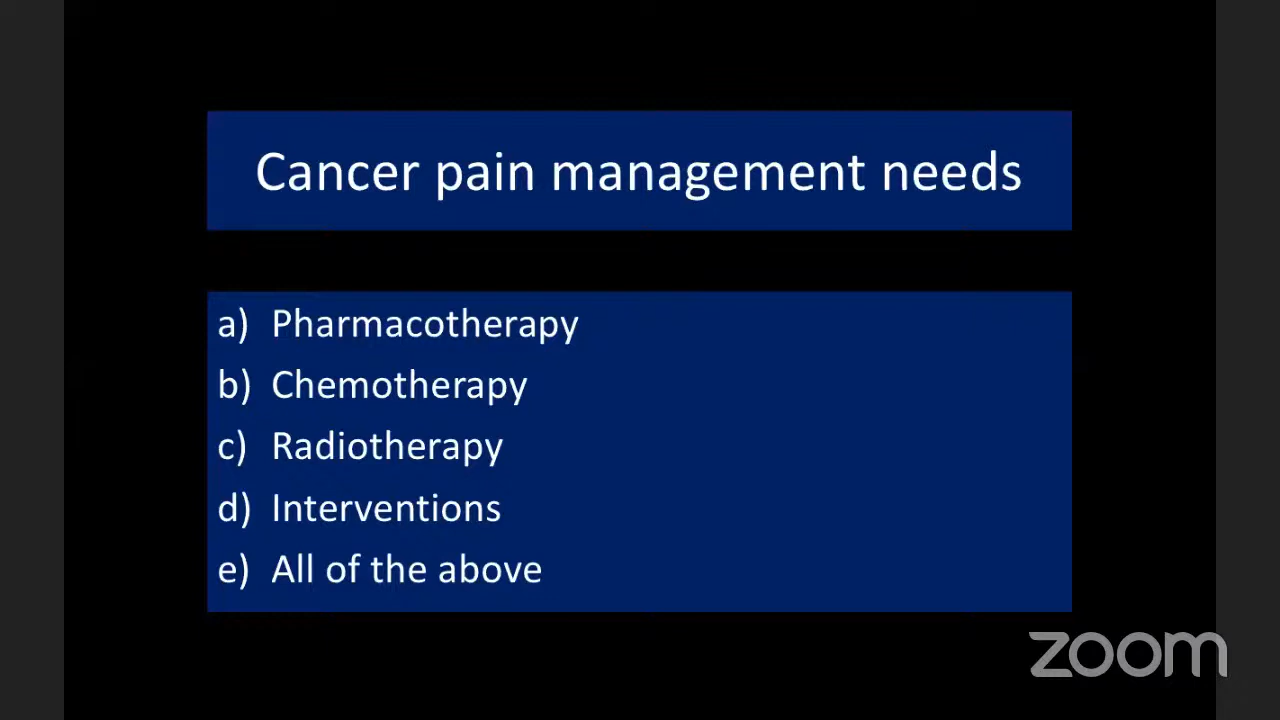 Cancer pain management needs
a) Pharmacotherapy
b) Chemotherapy
c) Radiotherapy
d) Interventions
e) All of the above
zoom